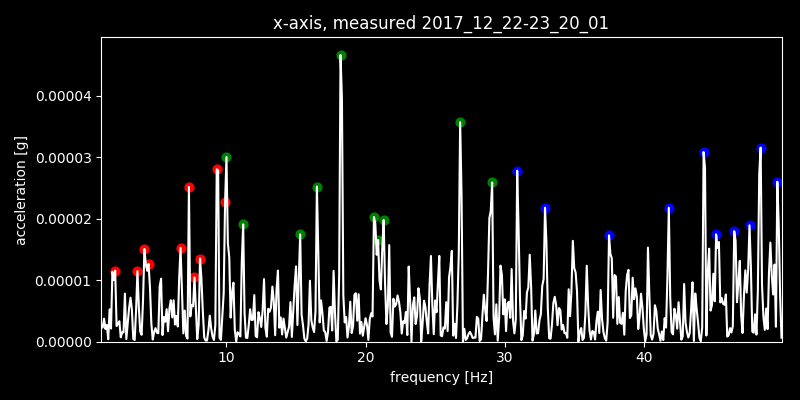 x-axis, measured 2017_12_22-23_20_01
acceleration [g]
0.00004
0.00003
0.00002
0.00001
0.00000
10 20 30 40
frequency [Hz]